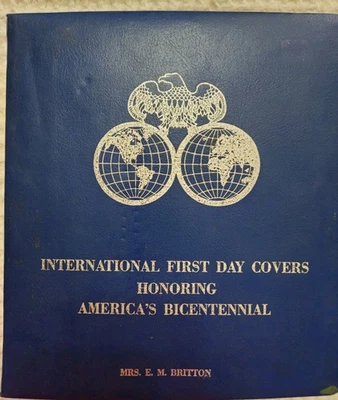 INTERNATIONAL FIRST DAY COVERS
HONORING
AMERICA'S BICENTENNIAL
MRS. E. M. BRITTON